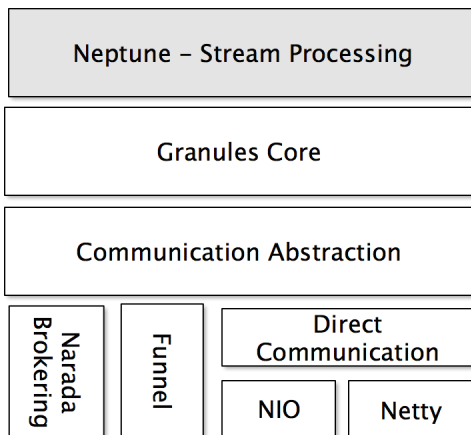 Neptune – Stream Processing
Granules Core
Communication Abstraction
Narada
Brokering
Funnel
Direct
Communication
NIO
Netty